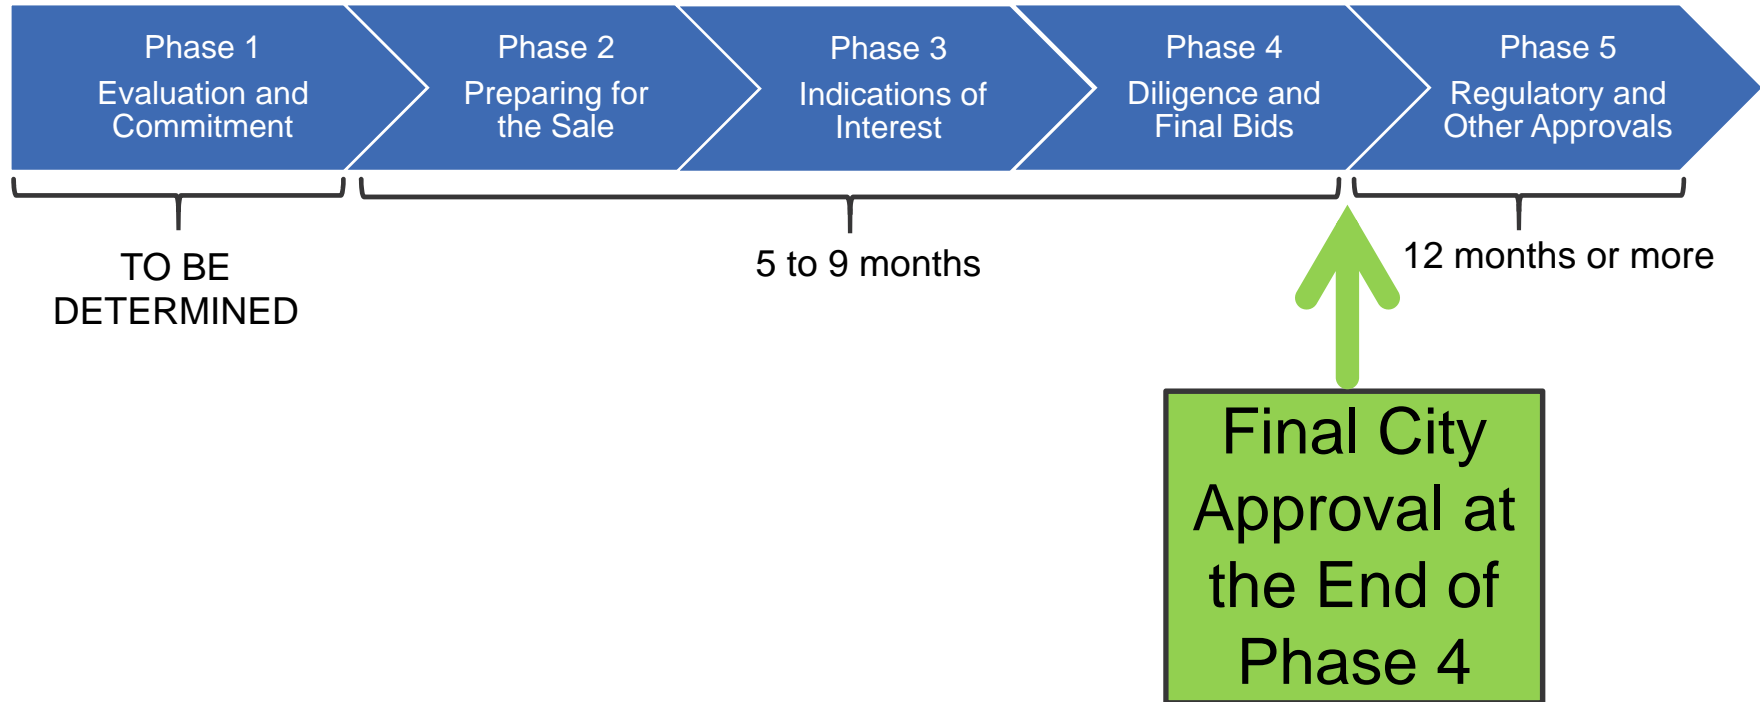 Phase 1
Evaluation and
Commitment
Phase 2
Preparing for
the Sale
Phase 3
Indications of
Interest
Phase 4
Diligence and
Final Bids
Phase 5
Regulatory and
Other Approvals
TO BE
DETERMINED
5 to 9 months
12 months or more
Final City
Approval at
the End of
Phase 4